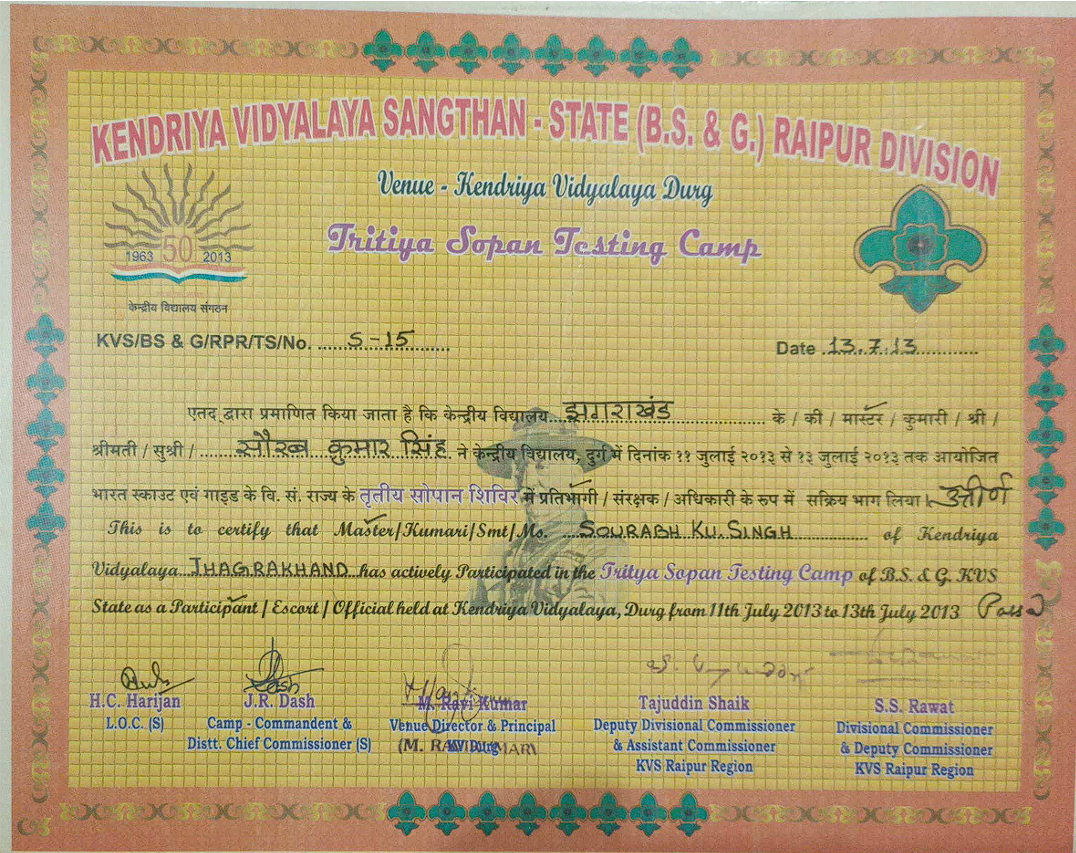 KENDRIYA VIDYALAYA SANGTHAN - STATE (B.S. & G.) RAIPUR DIVISION
Venue - Kendriya Vidyalaya Durg
Tritiya Sopan Testing Camp
1963 50 2013
केन्द्रीय विद्यालय संगठन
KVS/BS & G/RPR/TS/No. S-15
Date 13.7.13
एतद् द्वारा प्रमाणित किया जाता है कि केन्द्रीय विद्यालय झगराखंड के / की / मास्टर / कुमारी / श्री /
श्रीमती / सुश्री / सौरब कुमार सिंह ने केन्द्रीय विद्यालय, दुर्ग में दिनांक ११ जुलाई २०१३ से १३ जुलाई २०१३ तक आयोजित
भारत स्काउट एवं गाइड के वि. सं. राज्य के तृतीय सोपान शिविर में प्रतिभागी / संरक्षक / अधिकारी के रूप में सक्रिय भाग लिया। उत्तीर्ण
This is to certify that Master/Kumari/Smt/Ms. SOURABH KU. SINGH of Kendriya
Vidyalaya JHAGRAKHAND has actively Participated in the Tritya Sopan Testing Camp of B.S. & G. KVS
State as a Participant / Escort / Official held at Kendriya Vidyalaya, Durg from 11th July 2013 to 13th July 2013 Passed
H.C. Harijan
L.O.C. (S)
Dash
J.R. Dash
Camp - Commandent &
Distt. Chief Commissioner (S)
M. Ravi Kumar
Venue Director & Principal
KV Durg
(M. RAVI KUMAR)
Tajuddin Shaik
Deputy Divisional Commissioner
& Assistant Commissioner
KVS Raipur Region
S.S. Rawat
Divisional Commissioner
& Deputy Commissioner
KVS Raipur Region